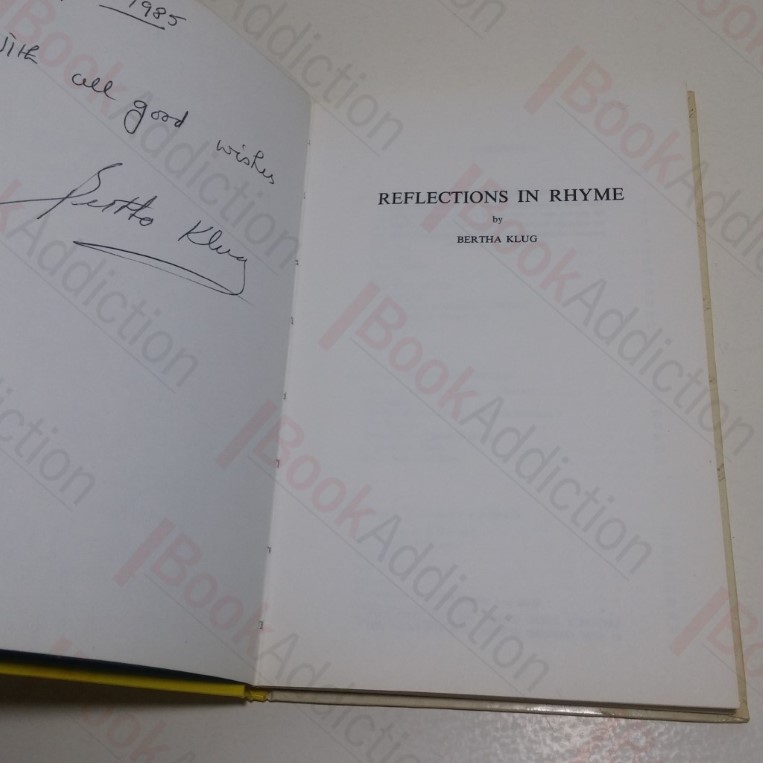 1985
With all good wishes
Bertha Klug
REFLECTIONS IN RHYME
by
BERTHA KLUG
BookAddiction